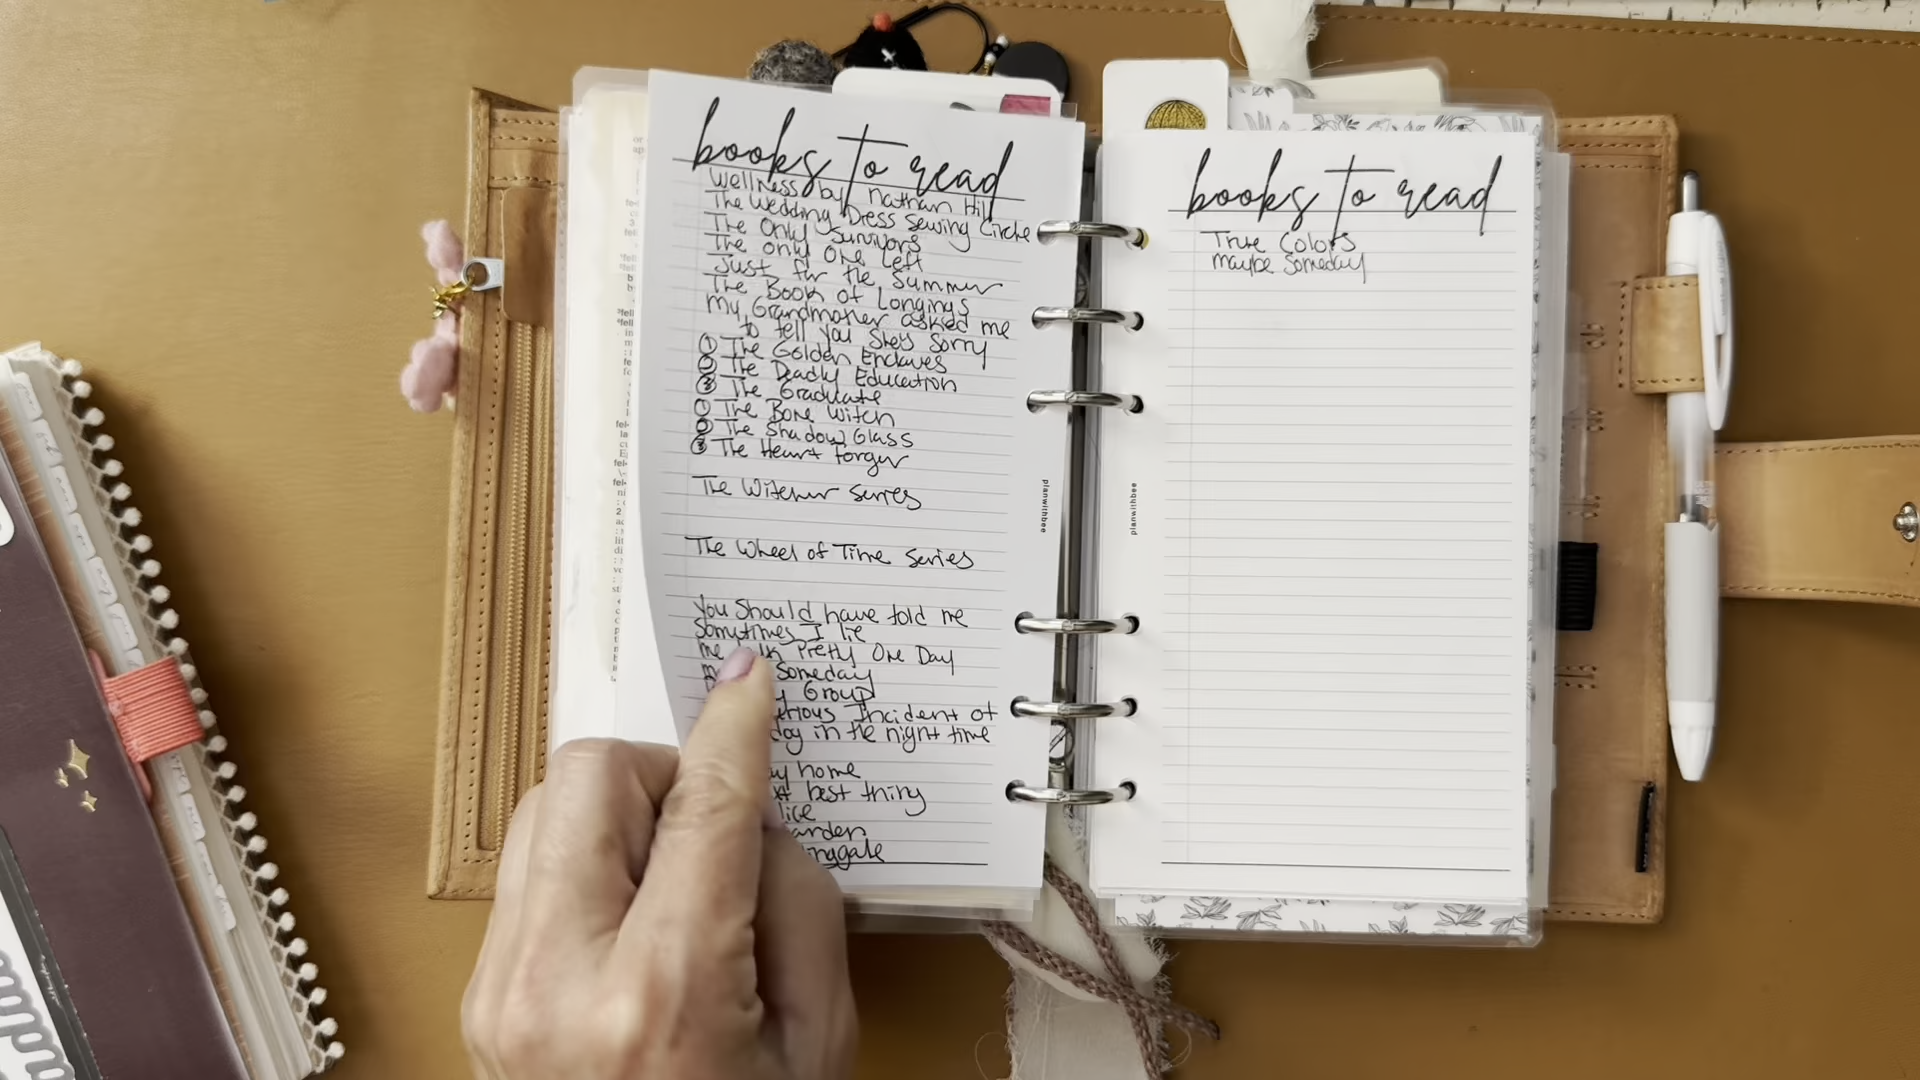 books to read
Wellness by Nathan Hill
The Wedding Dress Sewing Circle
The Only Survivors
The only one Left
Just for the Summer
The Book of Longings
My Grandmother asked me
to tell you She's Sorry
① The Golden Enclaves
② The Deadly Education
③ The Graduate
① The Bone Witch
② The Shadow Glass
③ The Heart Forger
The Witcher Series
The Wheel of Time Series
You Should have told me
Sometimes I lie
me Talk Pretty One Day
Someday
Group
Incident of
dog in the night time
home
best thing
planwithbee
books to read
True Colors
maybe Someday
planwithbee